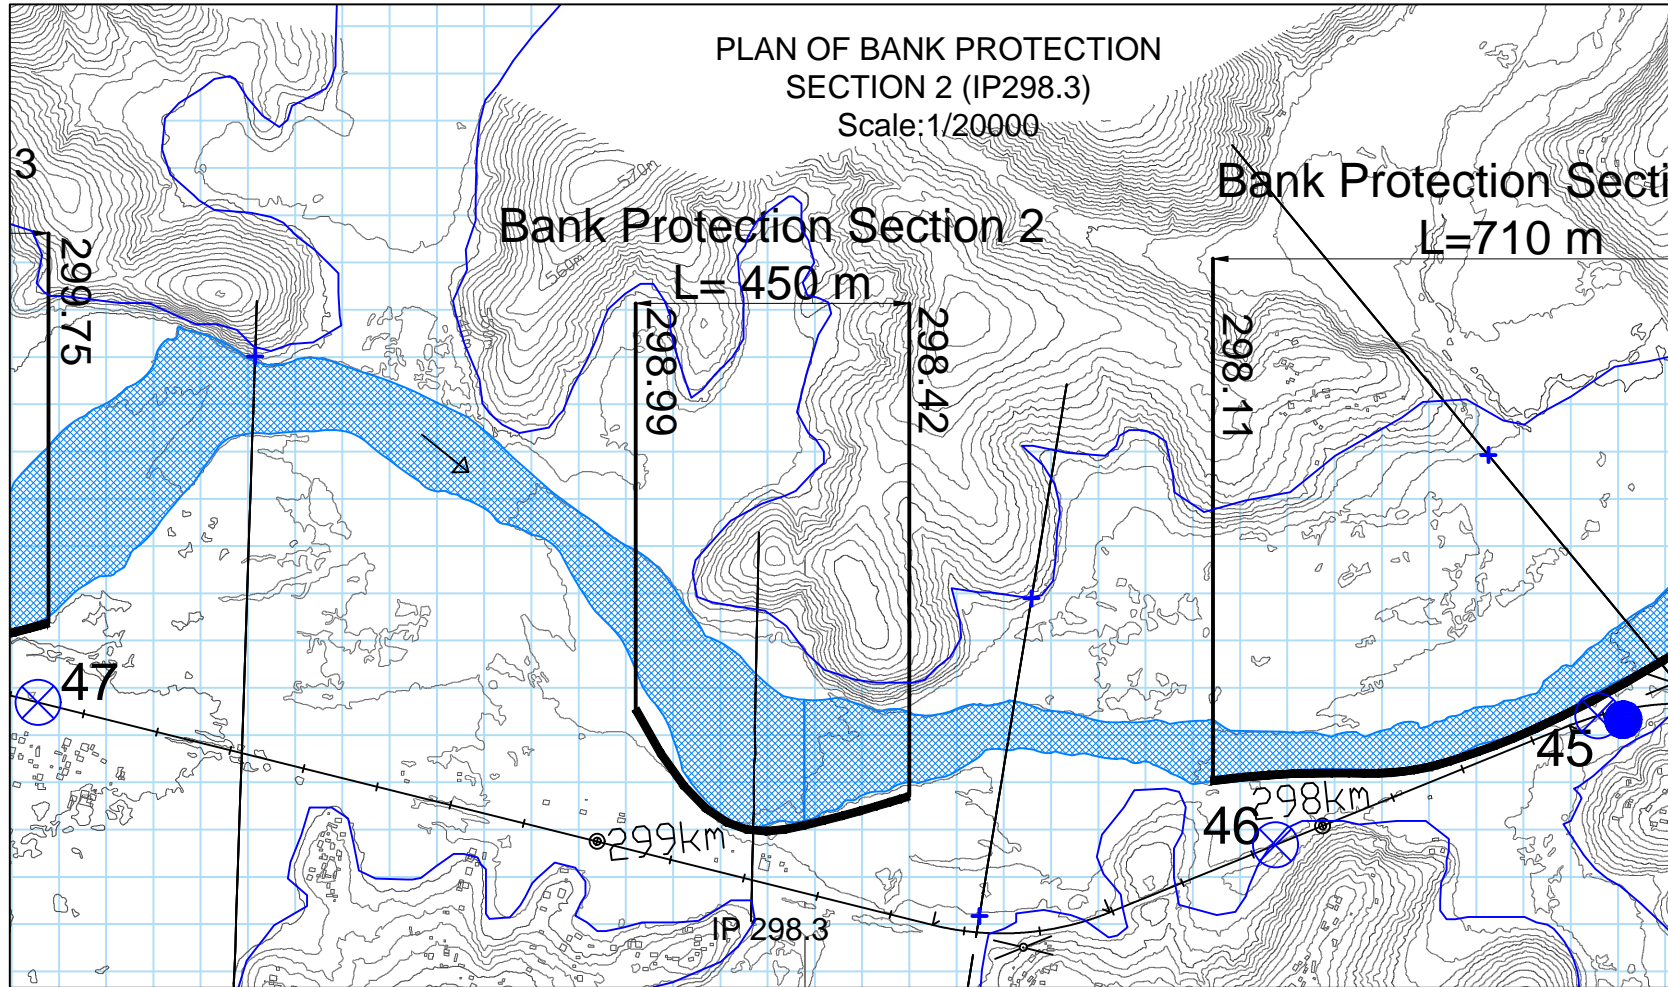 PLAN OF BANK PROTECTION
SECTION 2 (IP298.3)
Scale:1/20000
3
Bank Protection Secti
L=710 m
Bank Protection Section 2
L= 450 m
520m
560m
299.75
298.99
298.42
298.11
47
45
46
298km
299km
IP 298.3